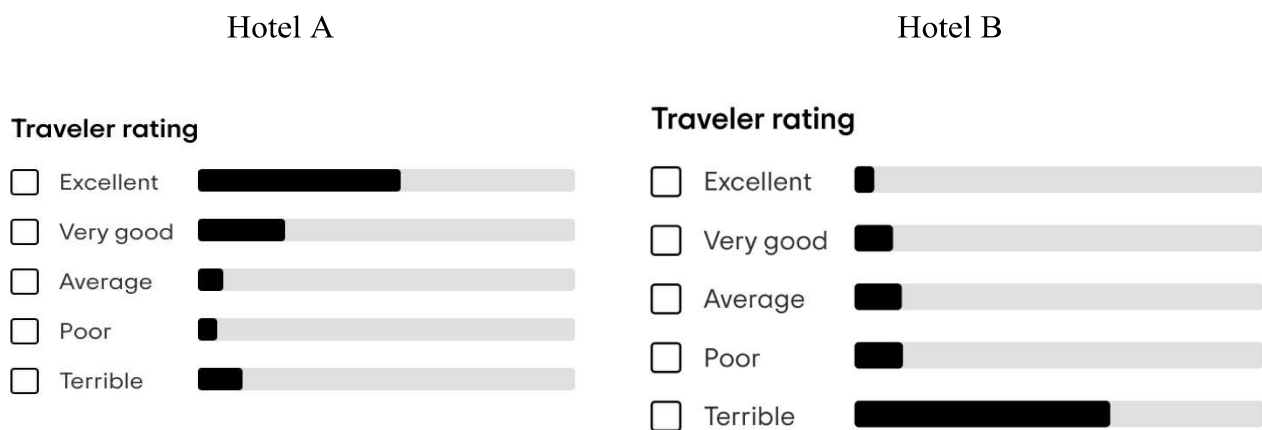 Hotel A
Traveler rating
Excellent
Very good
Average
Poor
Terrible
Hotel B
Traveler rating
Excellent
Very good
Average
Poor
Terrible